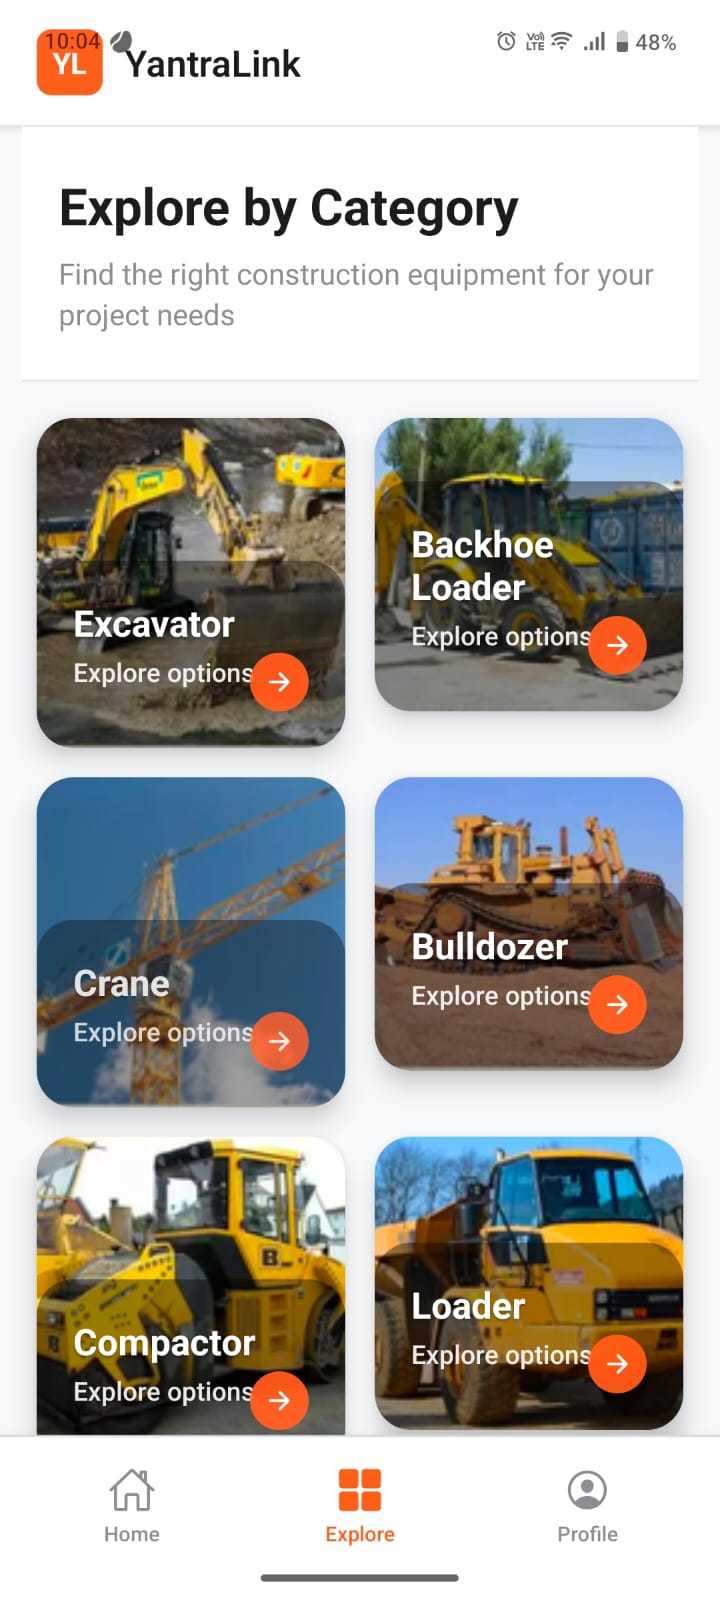 10:04
Vo) LTE
48%
YL
YantraLink
Explore by Category
Find the right construction equipment for your
project needs
Excavator
Explore options
Backhoe
Loader
Explore options
Crane
Explore options
Bulldozer
Explore options
Compactor
Explore options
Loader
Explore options
Home
Explore
Profile